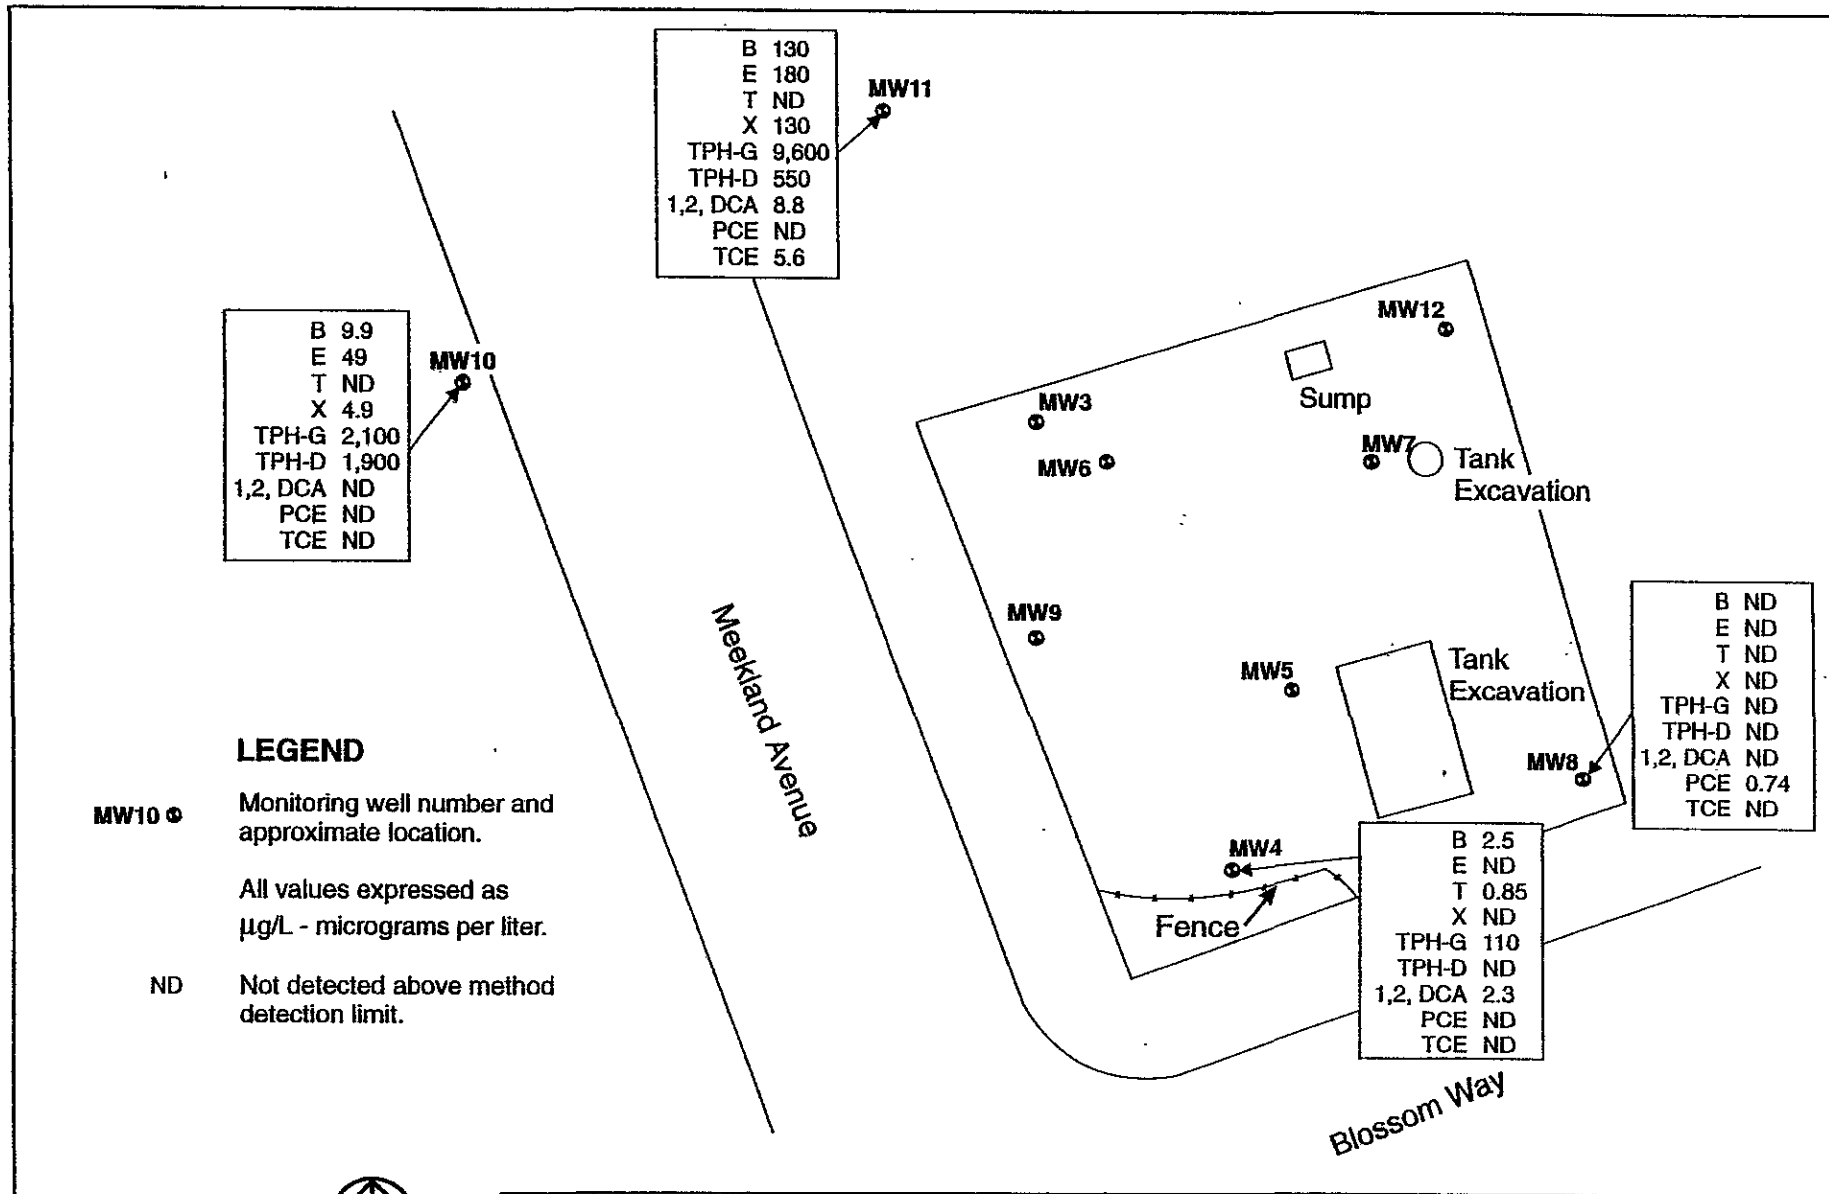 B 130
E 180
T ND
X 130
TPH-G 9,600
TPH-D 550
1,2, DCA 8.8
PCE ND
TCE 5.6
MW11
B 9.9
E 49
T ND
X 4.9
TPH-G 2,100
TPH-D 1,900
1,2, DCA ND
PCE ND
TCE ND
MW10
MW12
Sump
MW3
MW6
MW7
Tank
Excavation
MW9
Meekland Avenue
MW5
Tank
Excavation
B ND
E ND
T ND
X ND
TPH-G ND
TPH-D ND
1,2, DCA ND
PCE 0.74
TCE ND
MW8
MW4
Fence
B 2.5
E ND
T 0.85
X ND
TPH-G 110
TPH-D ND
1,2, DCA 2.3
PCE ND
TCE ND
Blossom Way
LEGEND
MW10 Monitoring well number and
approximate location.
All values expressed as
µg/L - micrograms per liter.
ND Not detected above method
detection limit.